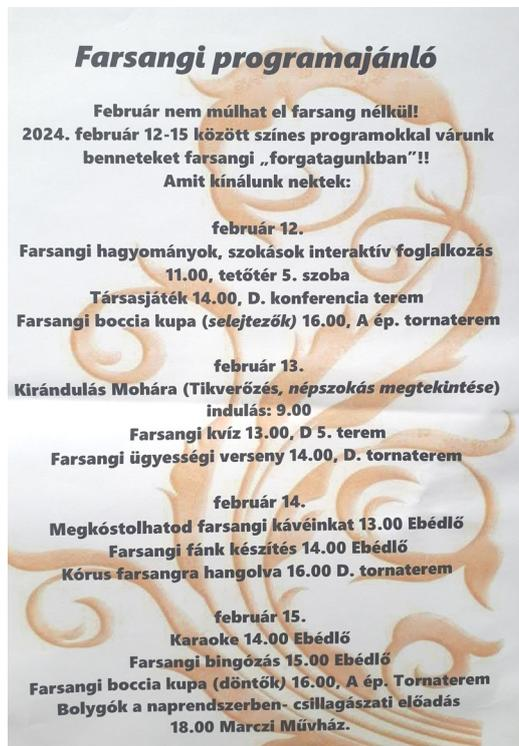 Farsangi programajánló
Február nem múlhat el farsang nélkül!
2024. február 12-15 között színes programokkal várunk
benneteket farsangi „forgatagunkban”!!
Amit kínálunk nektek:
február 12.
Farsangi hagyományok, szokások interaktív foglalkozás
11.00, tetőtér 5. szoba
Társasjáték 14.00, D. konferencia terem
Farsangi boccia kupa (selejtezők) 16.00, A ép. tornaterem
február 13.
Kirándulás Mohára (Tikverőzés, népszokás megtekintése)
indulás: 9.00
Farsangi kvíz 13.00, D 5. terem
Farsangi ügyességi verseny 14.00, D. tornaterem
február 14.
Megkóstolhatod farsangi kávéinkat 13.00 Ebédlő
Farsangi fánk készítés 14.00 Ebédlő
Kórus farsangra hangolva 16.00 D. tornaterem
február 15.
Karaoke 14.00 Ebédlő
Farsangi bingózás 15.00 Ebédlő
Farsangi boccia kupa (döntők) 16.00, A ép. Tornaterem
Bolygók a naprendszerben- csillagászati előadás
18.00 Marczi Művház.